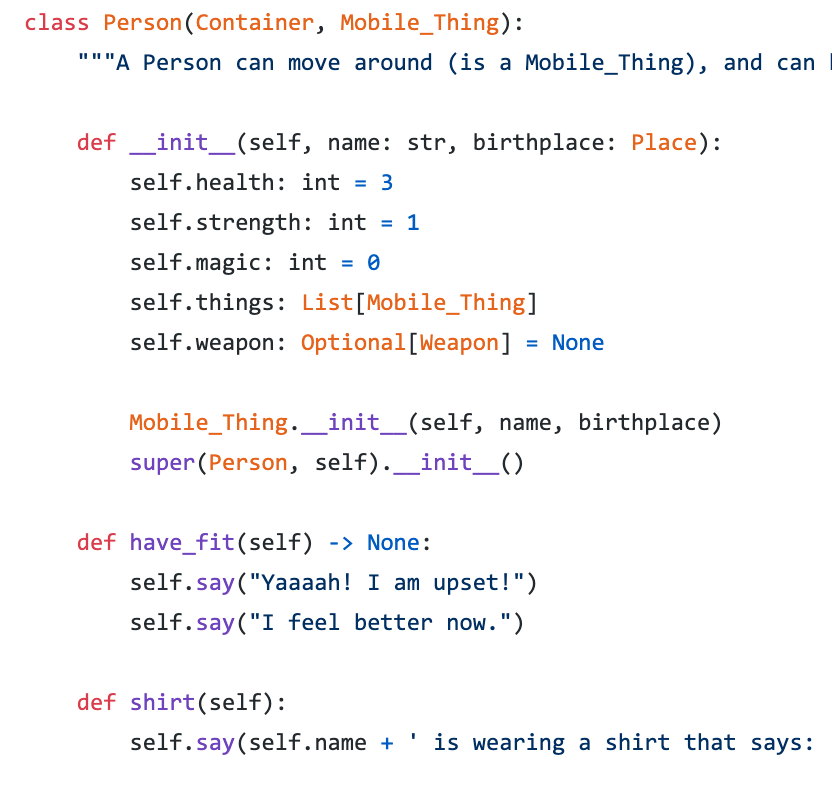 class Person(Container, Mobile_Thing):
    """A Person can move around (is a Mobile_Thing), and can

    def __init__(self, name: str, birthplace: Place):
        self.health: int = 3
        self.strength: int = 1
        self.magic: int = 0
        self.things: List[Mobile_Thing]
        self.weapon: Optional[Weapon] = None

        Mobile_Thing.__init__(self, name, birthplace)
        super(Person, self).__init__()

    def have_fit(self) -> None:
        self.say("Yaaaah! I am upset!")
        self.say("I feel better now.")

    def shirt(self):
        self.say(self.name + ' is wearing a shirt that says: